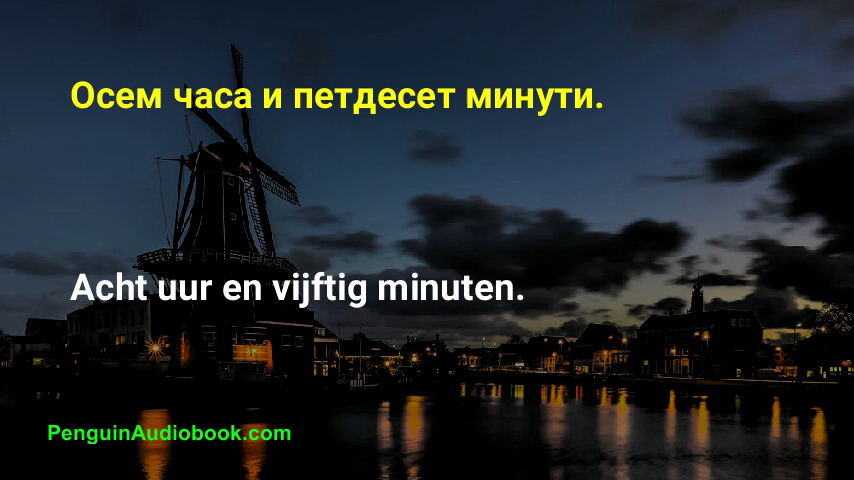 Осем часа и петдесет минути.
Acht uur en vijftig minuten.
PenguinAudiobook.com